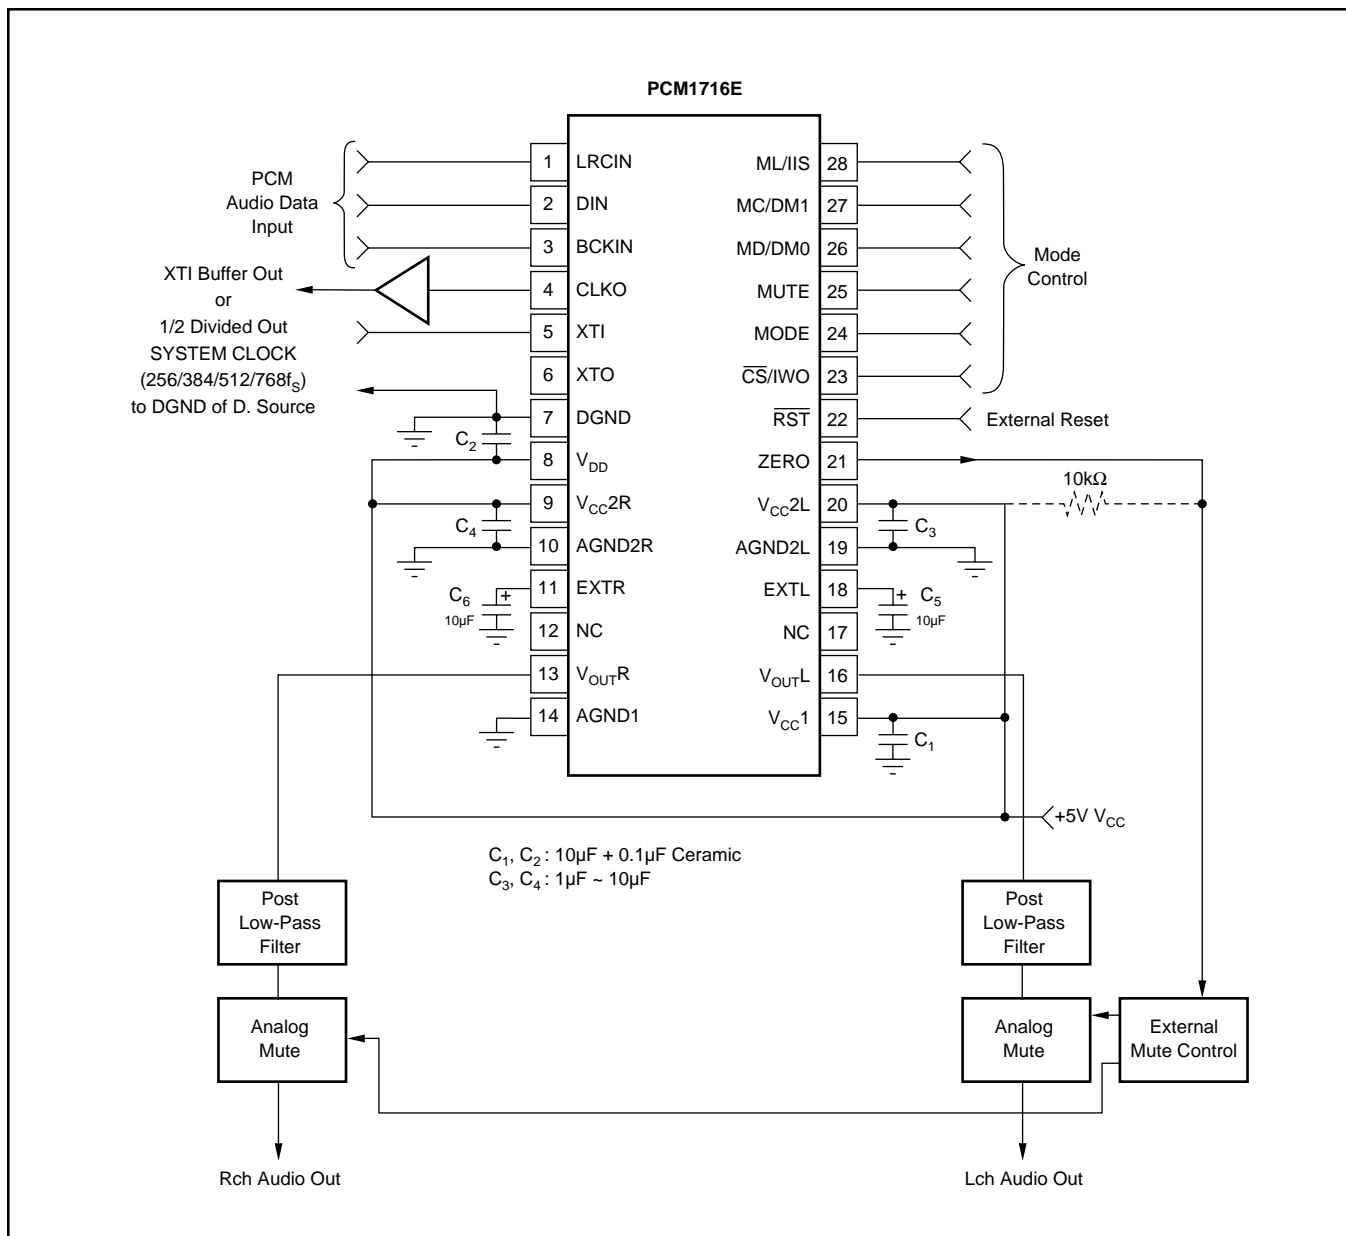 PCM1716E
PCM
Audio Data
Input
XTI Buffer Out
or
1/2 Divided Out
SYSTEM CLOCK
(256/384/512/768fS)
to DGND of D. Source
1 LRCIN
2 DIN
3 BCKIN
4 CLKO
5 XTI
6 XTO
7 DGND
C2
8 VDD
9 VCC2R
C4
10 AGND2R
11 EXTR
C6 +
10µF
12 NC
13 VOUTR
14 AGND1
ML/IIS 28
MC/DM1 27
MD/DM0 26
MUTE 25
MODE 24
CS/IWO 23
RST 22
ZERO 21
VCC2L 20
C3
AGND2L 19
EXTL 18
+ C5
10µF
NC 17
VOUTL 16
VCC1 15
C1
Mode
Control
External Reset
10kΩ
+5V VCC
C1, C2 : 10µF + 0.1µF Ceramic
C3, C4 : 1µF ~ 10µF
Post
Low-Pass
Filter
Analog
Mute
Rch Audio Out
Post
Low-Pass
Filter
Analog
Mute
External
Mute Control
Lch Audio Out